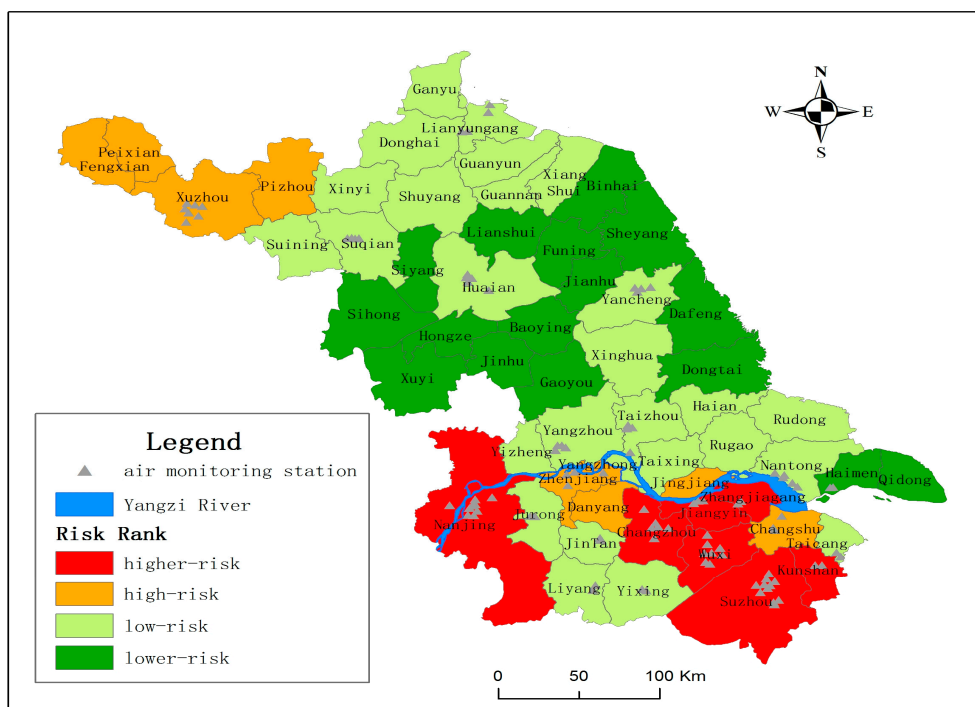 N
W E
S
Ganyu
Lianyungang
Donghai
Guanyun
Peixian
Fengxian
Xiang
Shui
Pizhou
Xinyi
Binhai
Xuzhou
Shuyang
Guannan
Lianshui
Sheyang
Suining
Suqian
Funing
Siyang
Jianhu
Huaian
Yancheng
Sihong
Dafeng
Baoying
Hongze
Xinghua
Jinhu
Dongtai
Xuyi
Gaoyou
Haian
Taizhou
Rudong
Yangzhou
Rugao
Yizheng
Taixing
Yangzhong
Nantong
Haimen
Qidong
Zhenjiang
Jingjiang
Zhangjiagang
Danyang
Jiangyin
Jurong
Nanjing
Changzhou
Changshu
JinTan
Taicang
Wuxi
Kunshan
Liyang
Yixing
Suzhou
Legend
air monitoring station
Yangzi River
Risk Rank
higher-risk
high-risk
low-risk
lower-risk
0 50 100 Km